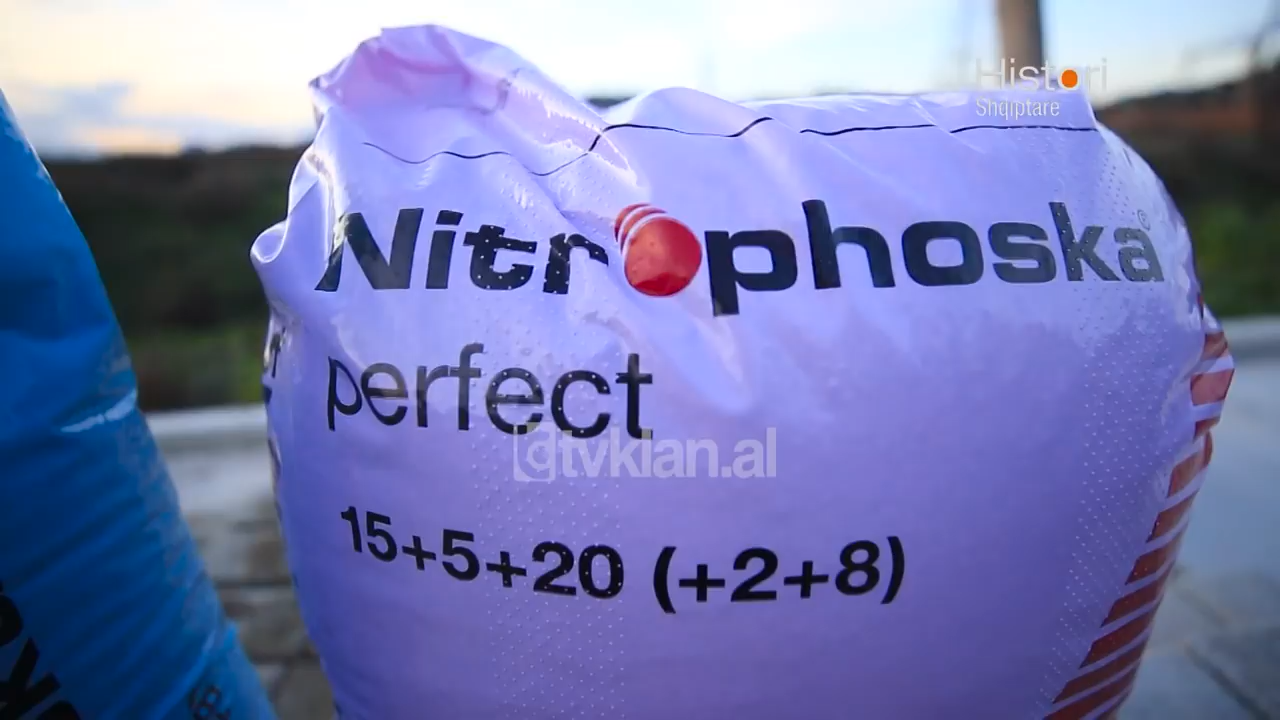 Histori
Shqiptare
Nitrophoska®
perfect
tvklan.al
15+5+20 (+2+8)